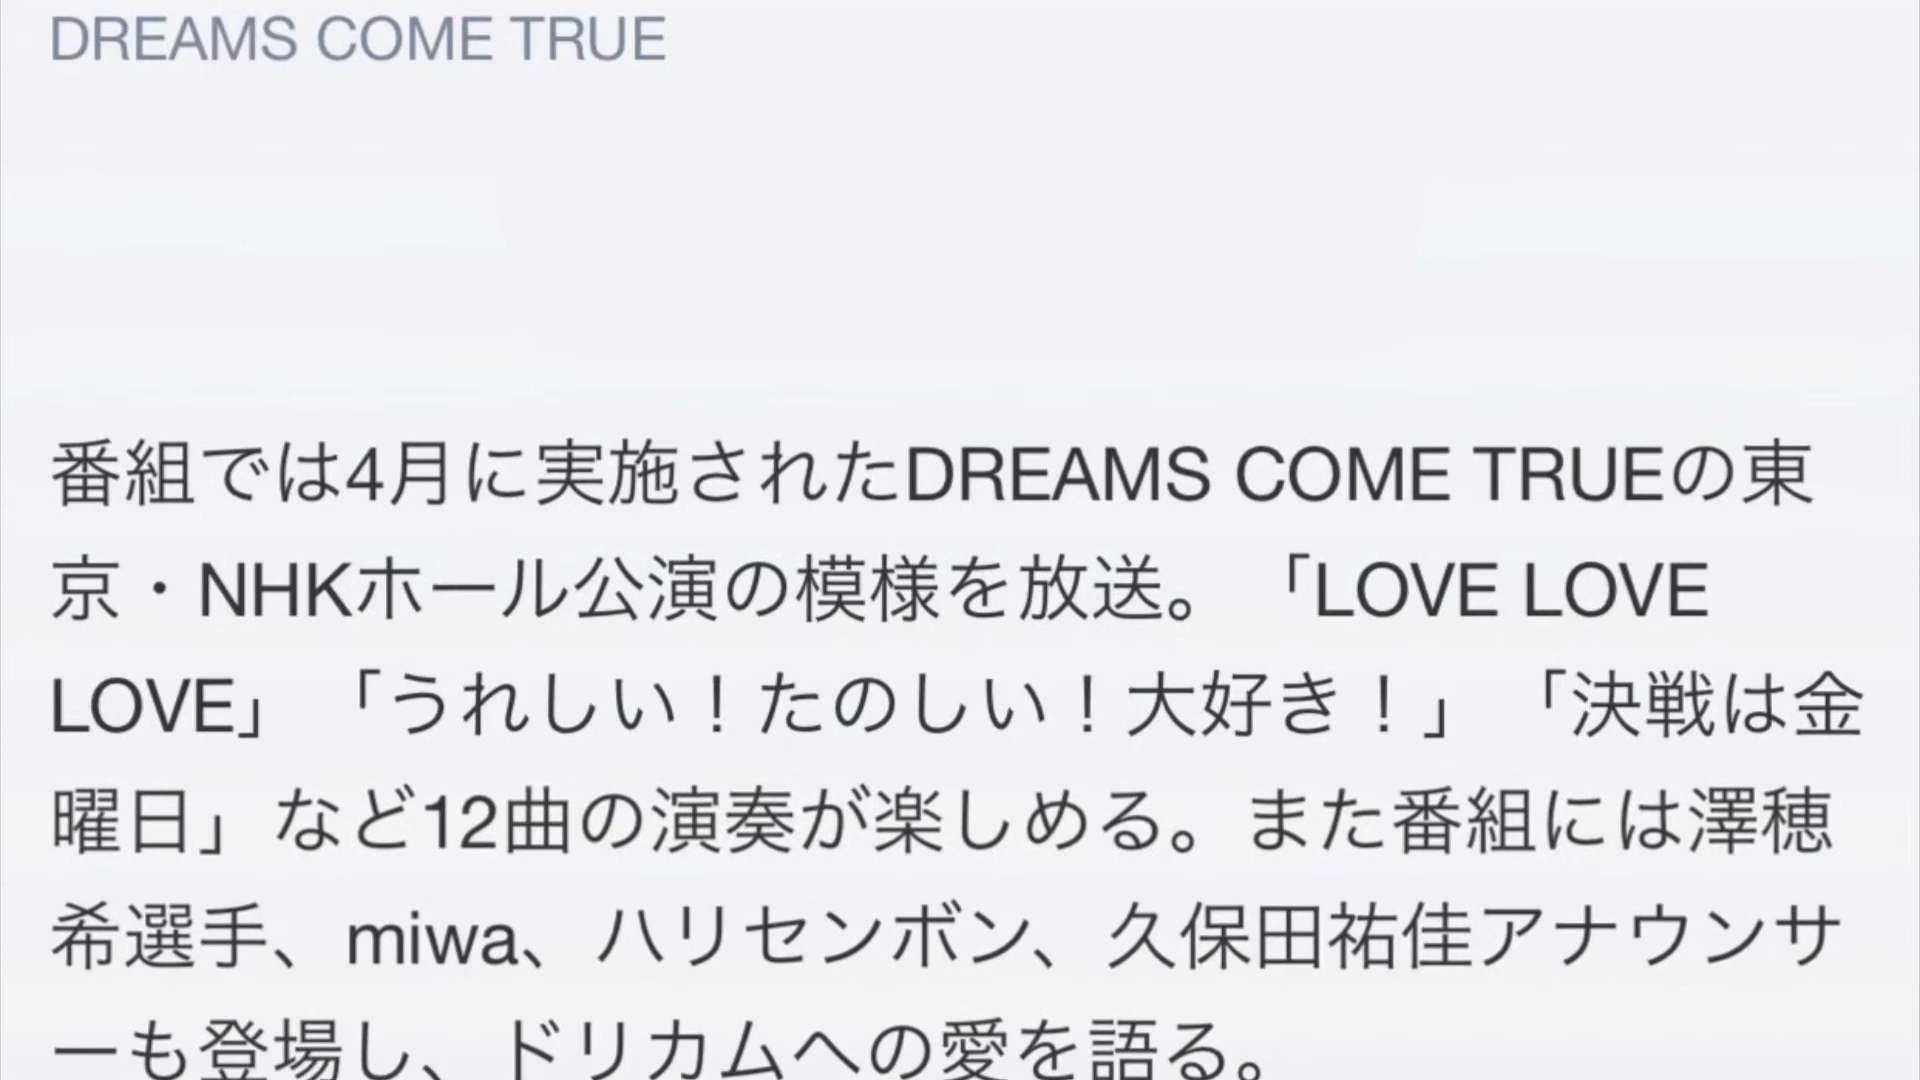 DREAMS COME TRUE
番組では4月に実施されたDREAMS COME TRUEの東
京・NHKホール公演の模様を放送。「LOVE LOVE
LOVE」「うれしい！たのしい！大好き！」「決戦は金
曜日」など12曲の演奏が楽しめる。また番組には澤穂
希選手、miwa、ハリセンボン、久保田祐佳アナウンサ
ーも登場し、ドリカムへの愛を語る。